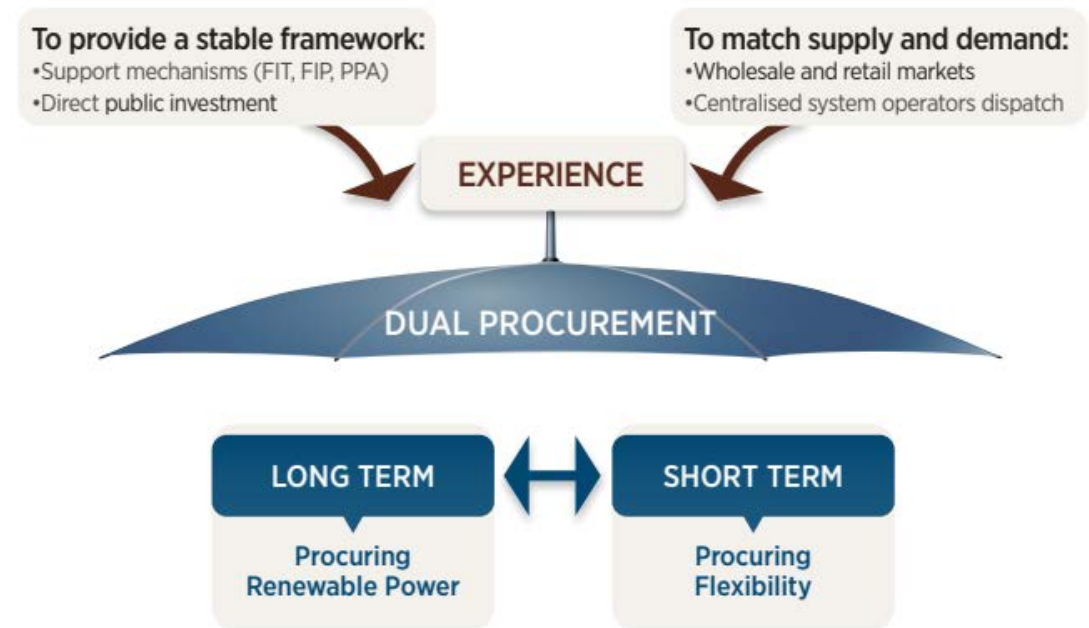 To provide a stable framework:
•Support mechanisms (FIT, FIP, PPA)
•Direct public investment
To match supply and demand:
•Wholesale and retail markets
•Centralised system operators dispatch
EXPERIENCE
DUAL PROCUREMENT
LONG TERM
Procuring
Renewable Power
SHORT TERM
Procuring
Flexibility